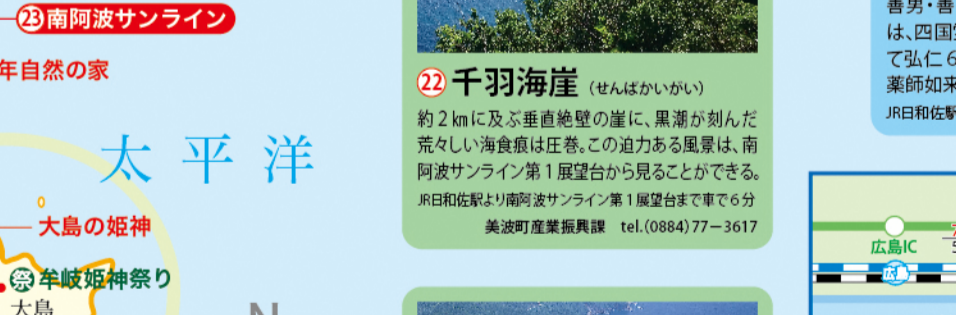 ㉓南阿波サンライン
年自然の家
太平洋
大島の姫神
祭 牟岐姫神祭り
大島
N
㉒千羽海崖（せんばかいがい）
約2kmに及ぶ垂直絶壁の崖に、黒潮が刻んだ
荒々しい海食痕は圧巻。この迫力ある風景は、南
阿波サンライン第1展望台から見ることができる。
JR日和佐駅より南阿波サンライン第1展望台まで車で6分
美波町産業振興課　tel.(0884)77－3617
善男・善
は、四国
て弘仁6
薬師如来
JR日和佐駅
広島IC
広島